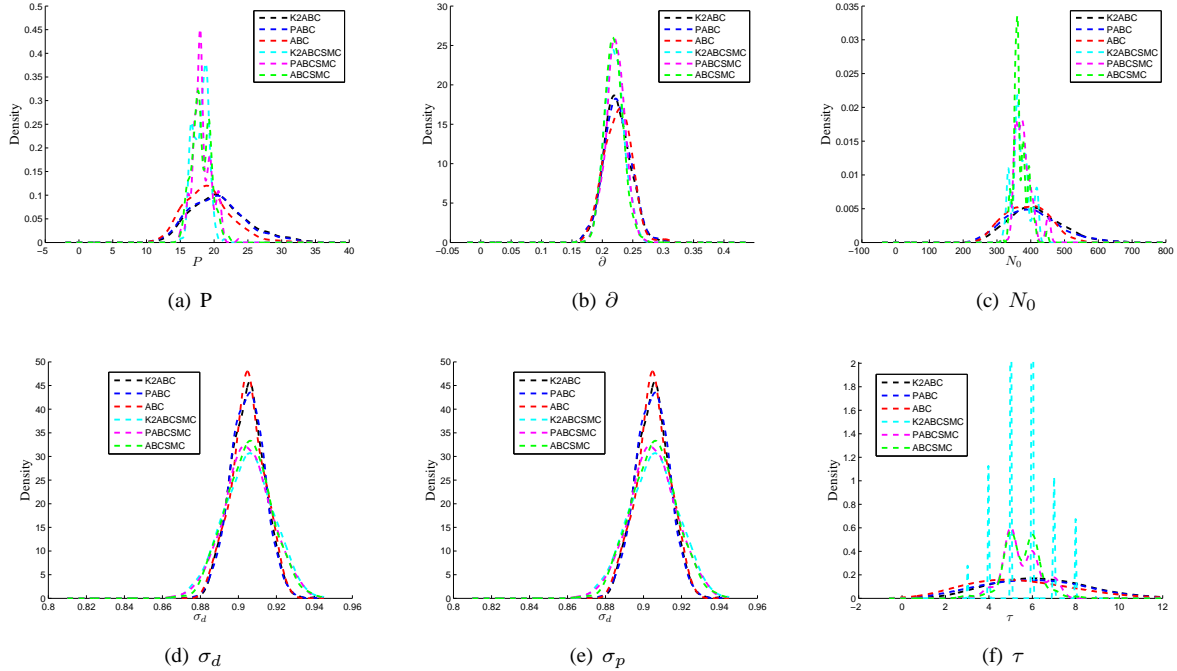 0.5
0.45
0.4
0.35
0.3
0.25
0.2
0.15
0.1
0.05
0
Density
-5 0 5 10 15 20 25 30 35 40
P
K2ABC
PABC
ABC
K2ABCSMC
PABCSMC
ABCSMC
(a) P
30
25
20
15
10
5
0
Density
-0.05 0 0.05 0.1 0.15 0.2 0.25 0.3 0.35 0.4
∂
K2ABC
PABC
ABC
K2ABCSMC
PABCSMC
ABCSMC
(b) ∂
0.035
0.03
0.025
0.02
0.015
0.01
0.005
0
Density
-100 0 100 200 300 400 500 600 700 800
N₀
K2ABC
PABC
ABC
K2ABCSMC
PABCSMC
ABCSMC
(c) N₀
50
45
40
35
30
25
20
15
10
5
0
Density
0.8 0.82 0.84 0.86 0.88 0.9 0.92 0.94 0.96
σ_d
K2ABC
PABC
ABC
K2ABCSMC
PABCSMC
ABCSMC
(d) σ_d
50
45
40
35
30
25
20
15
10
5
0
Density
0.8 0.82 0.84 0.86 0.88 0.9 0.92 0.94 0.96
σ_d
K2ABC
PABC
ABC
K2ABCSMC
PABCSMC
ABCSMC
(e) σ_p
2
1.8
1.6
1.4
1.2
1
0.8
0.6
0.4
0.2
0
Density
-2 0 2 4 6 8 10 12
τ
K2ABC
PABC
ABC
K2ABCSMC
PABCSMC
ABCSMC
(f) τ